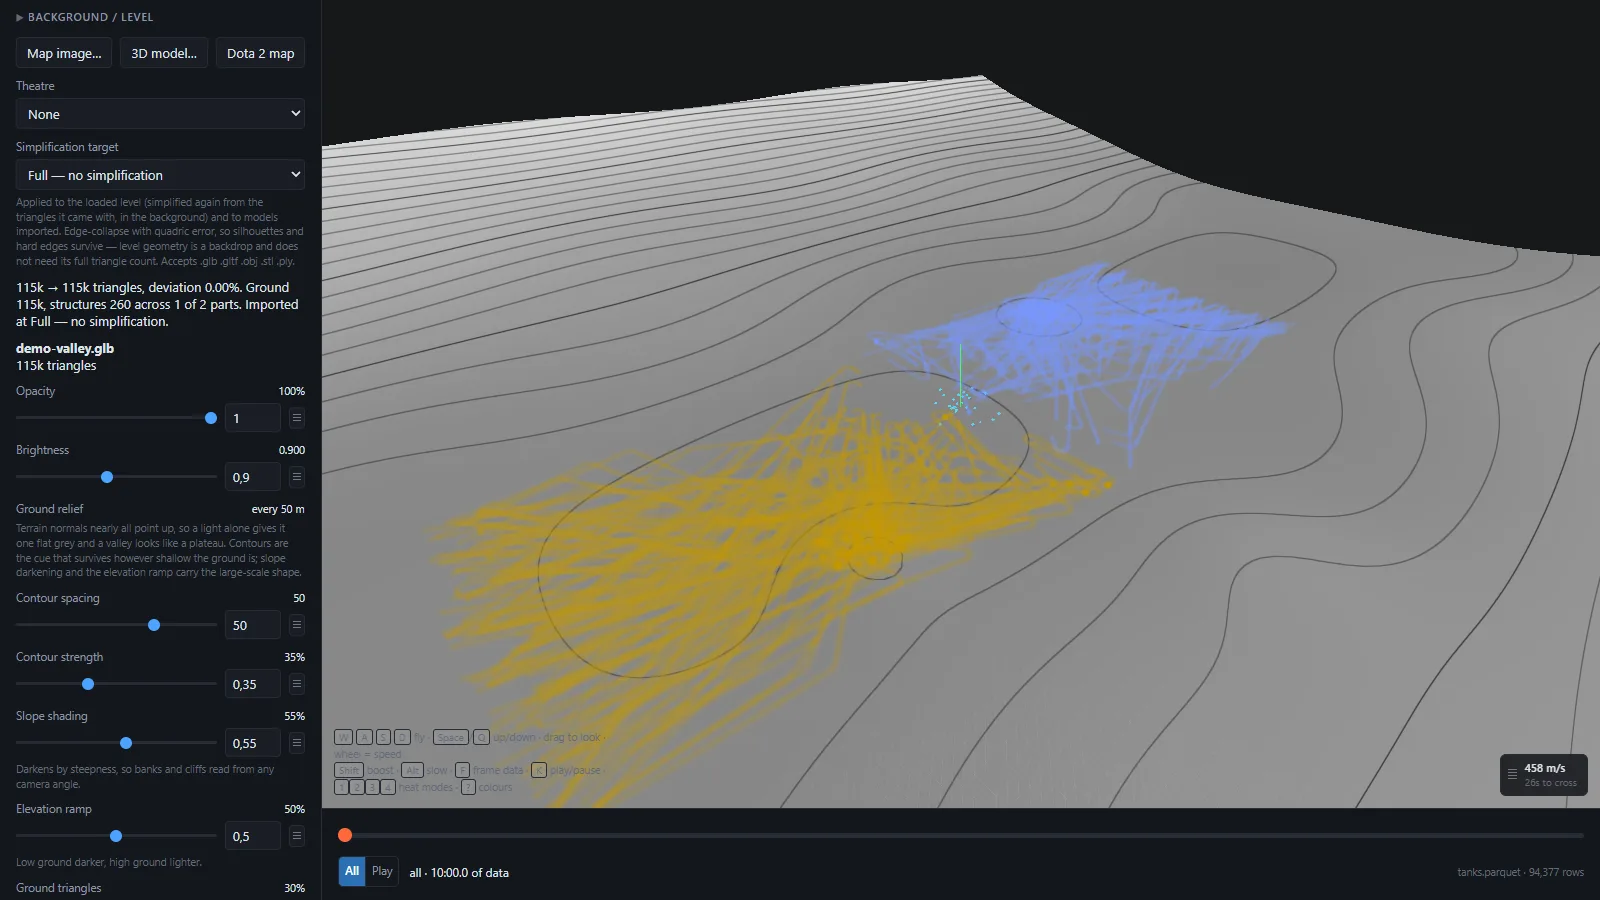 ▶ BACKGROUND / LEVEL
Map image...
3D model...
Dota 2 map
Theatre
None
Simplification target
Full — no simplification
Applied to the loaded level (simplified again from the
triangles it came with, in the background) and to models
imported. Edge-collapse with quadric error, so silhouettes and
hard edges survive — level geometry is a backdrop and does
not need its full triangle count. Accepts .glb .gltf .obj .stl .ply.
115k → 115k triangles, deviation 0.00%. Ground
115k, structures 260 across 1 of 2 parts. Imported
at Full — no simplification.
demo-valley.glb
115k triangles
Opacity 100%
1
Brightness 0.900
0,9
Ground relief every 50 m
Terrain normals nearly all point up, so a light alone gives it
one flat grey and a valley looks like a plateau. Contours are
the cue that survives however shallow the ground is; slope
darkening and the elevation ramp carry the large-scale shape.
Contour spacing 50
50
Contour strength 35%
0,35
Slope shading 55%
0,55
Darkens by steepness, so banks and cliffs read from any
camera angle.
Elevation ramp 50%
0,5
Low ground darker, high ground lighter.
Ground triangles 30%
W A S D fly · Space / Q up/down · drag to look ·
wheel = speed
Shift boost · Alt slow · F frame data · K play/pause ·
1 2 3 4 heat modes · ? colours
458 m/s
26s to cross
All Play all · 10:00.0 of data
tanks.parquet · 94,377 rows